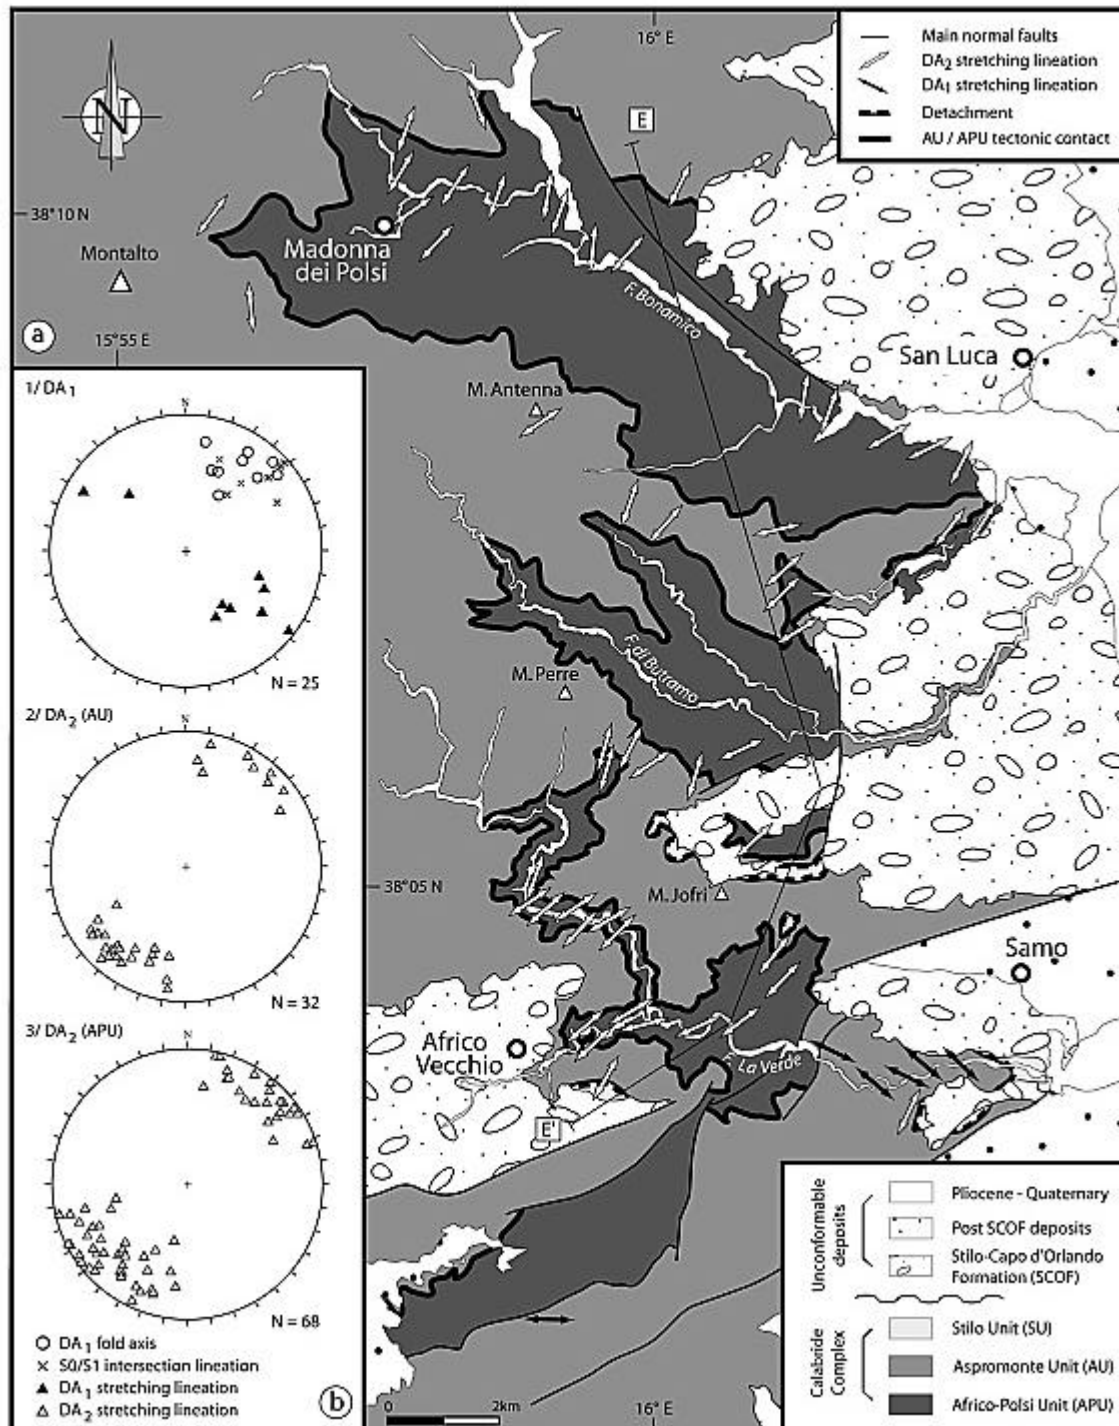 16° E
Main normal faults
DA2 stretching lineation
DA1 stretching lineation
Detachment
AU / APU tectonic contact
N
E
38°10 N
Madonna
dei Polsi
Montalto
F. Bonamico
a
15°55 E
San Luca
1/ DA1
M. Antenna
N
N = 25
F. di Butramo
M. Perre
2/ DA2 (AU)
N
38°05 N
M. Jofri
Samo
N = 32
3/ DA2 (APU)
N
Africo
Vecchio
La Verde
E'
Unconformable
deposits
Pliocene - Quaternary
Post SCOF deposits
Stilo-Capo d'Orlando
Formation (SCOF)
N = 68
DA1 fold axis
S0/S1 intersection lineation
DA1 stretching lineation
DA2 stretching lineation
b
Calabride
Complex
Stilo Unit (SU)
Aspromonte Unit (AU)
Africo-Polsi Unit (APU)
0
2km
16° E